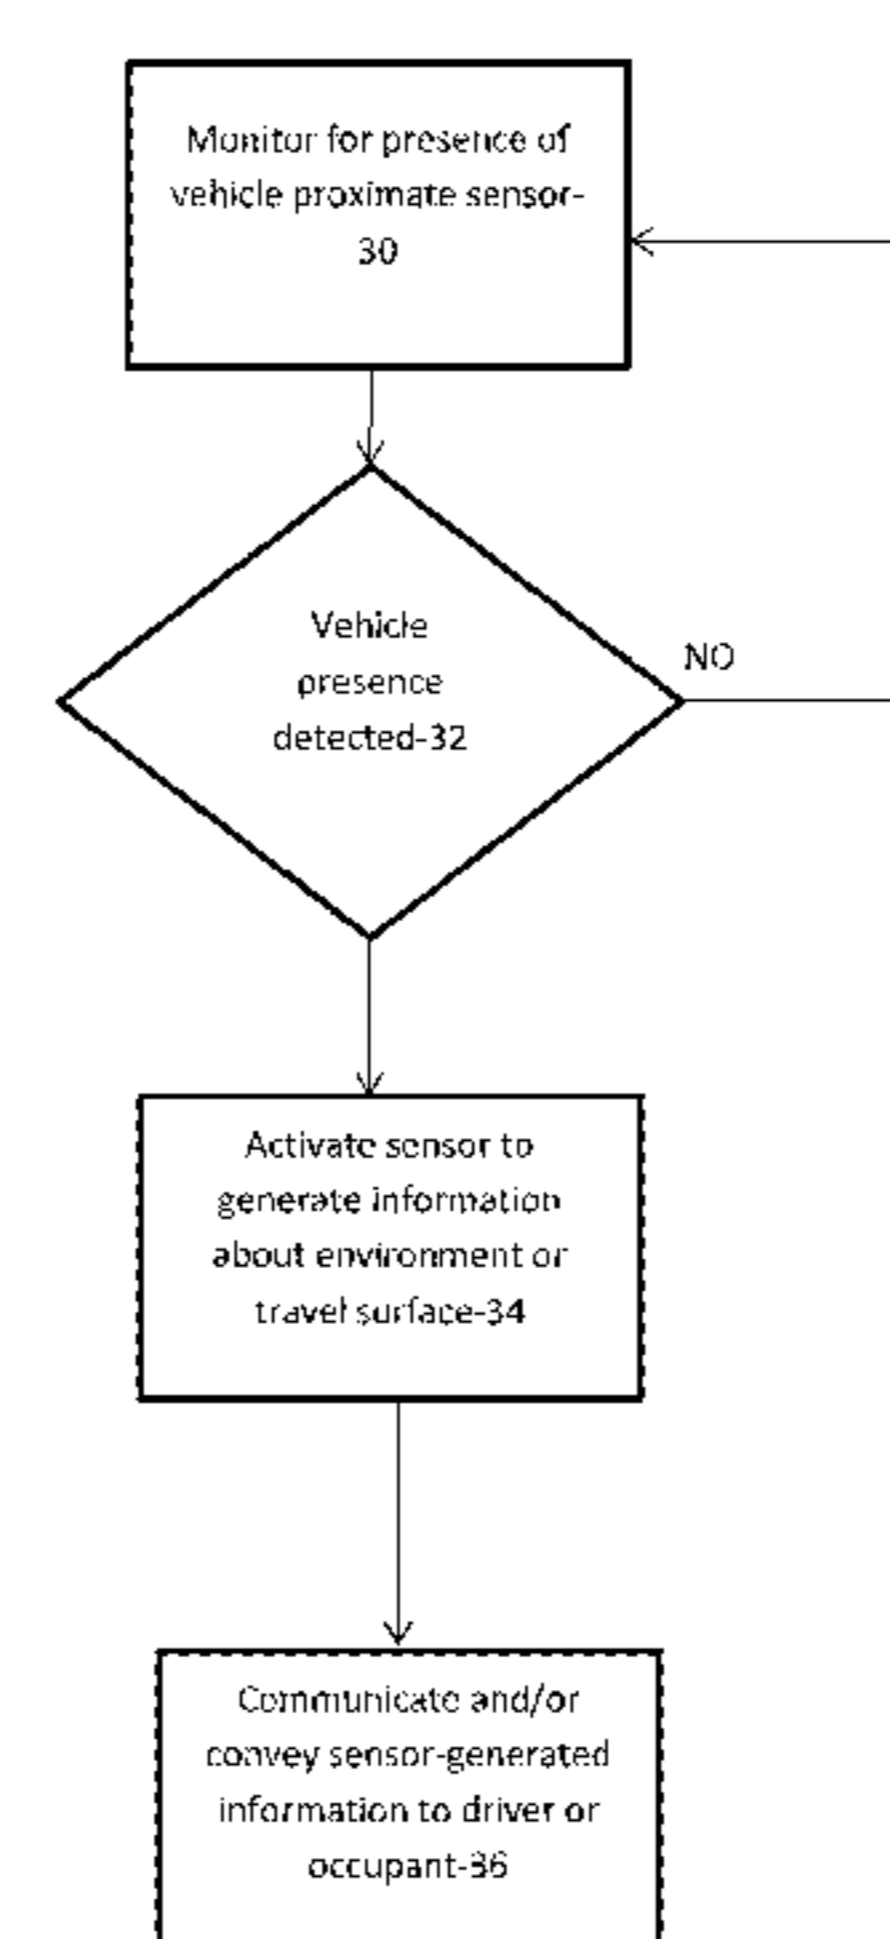 Monitor for presence of
vehicle proximate sensor-
30
Vehicle
presence
detected-32
NO
Activate sensor to
generate information
about environment or
travel surface-34
Communicate and/or
convey sensor-generated
information to driver or
occupant-36